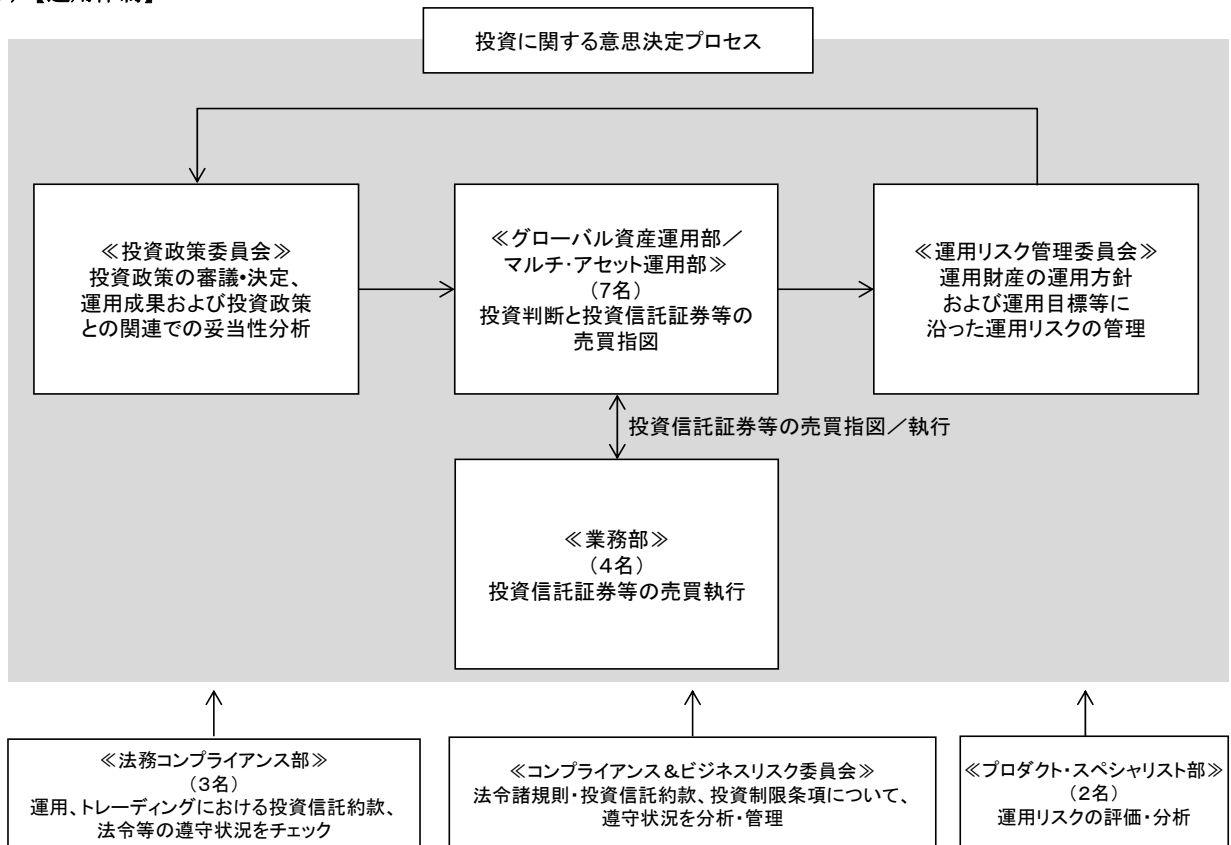 【運用体制】
投資に関する意思決定プロセス
≪投資政策委員会≫
投資政策の審議・決定、
運用成果および投資政策
との関連での妥当性分析
≪グローバル資産運用部／
マルチ・アセット運用部≫
（7名）
投資判断と投資信託証券等の
売買指図
≪運用リスク管理委員会≫
運用財産の運用方針
および運用目標等に
沿った運用リスクの管理
投資信託証券等の売買指図／執行
≪業務部≫
（4名）
投資信託証券等の売買執行
≪法務コンプライアンス部≫
（3名）
運用、トレーディングにおける投資信託約款、
法令等の遵守状況をチェック
≪コンプライアンス＆ビジネスリスク委員会≫
法令諸規則・投資信託約款、投資制限条項について、
遵守状況を分析・管理
≪プロダクト・スペシャリスト部≫
（2名）
運用リスクの評価・分析